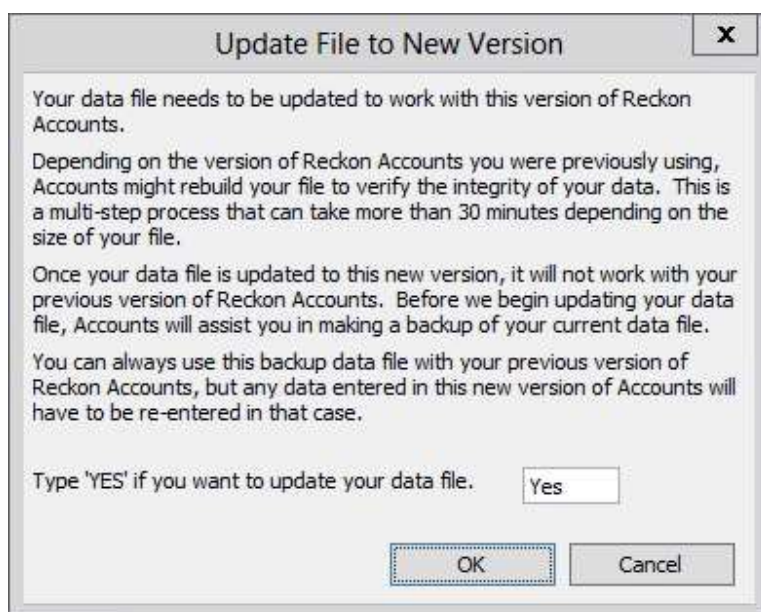 Update File to New Version
X
Your data file needs to be updated to work with this version of Reckon
Accounts.
Depending on the version of Reckon Accounts you were previously using,
Accounts might rebuild your file to verify the integrity of your data. This is
a multi-step process that can take more than 30 minutes depending on the
size of your file.
Once your data file is updated to this new version, it will not work with your
previous version of Reckon Accounts. Before we begin updating your data
file, Accounts will assist you in making a backup of your current data file.
You can always use this backup data file with your previous version of
Reckon Accounts, but any data entered in this new version of Accounts will
have to be re-entered in that case.
Type 'YES' if you want to update your data file. Yes
OK Cancel